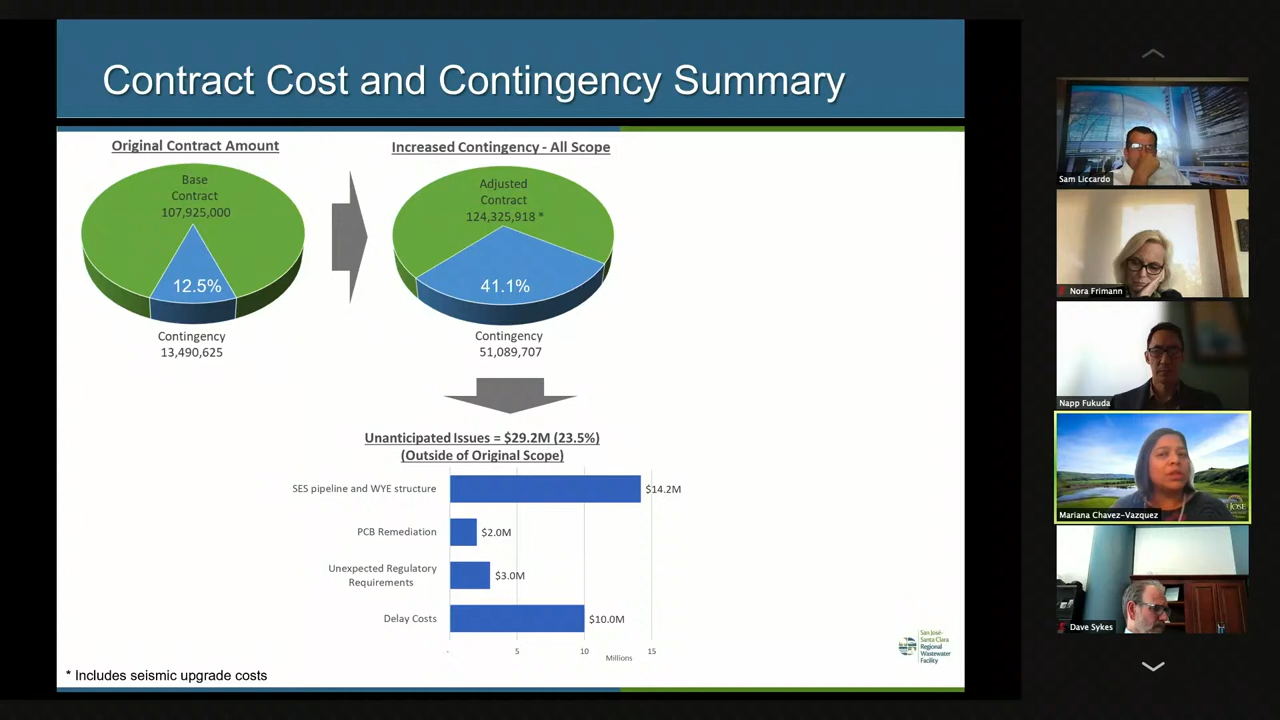 Contract Cost and Contingency Summary
Original Contract Amount
Base
Contract
107,925,000
12.5%
Contingency
13,490,625
Increased Contingency - All Scope
Adjusted
Contract
124,325,918 *
41.1%
Contingency
51,089,707
Unanticipated Issues = $29.2M (23.5%)
(Outside of Original Scope)
SES pipeline and WYE structure
$14.2M
PCB Remediation
$2.0M
Unexpected Regulatory
Requirements
$3.0M
Delay Costs
$10.0M
-
5
10
15
Millions
* Includes seismic upgrade costs
San José-
Santa Clara
Regional
Wastewater
Facility
Sam Liccardo
Nora Frimann
Napp Fukuda
Mariana Chavez-Vazquez
Dave Sykes